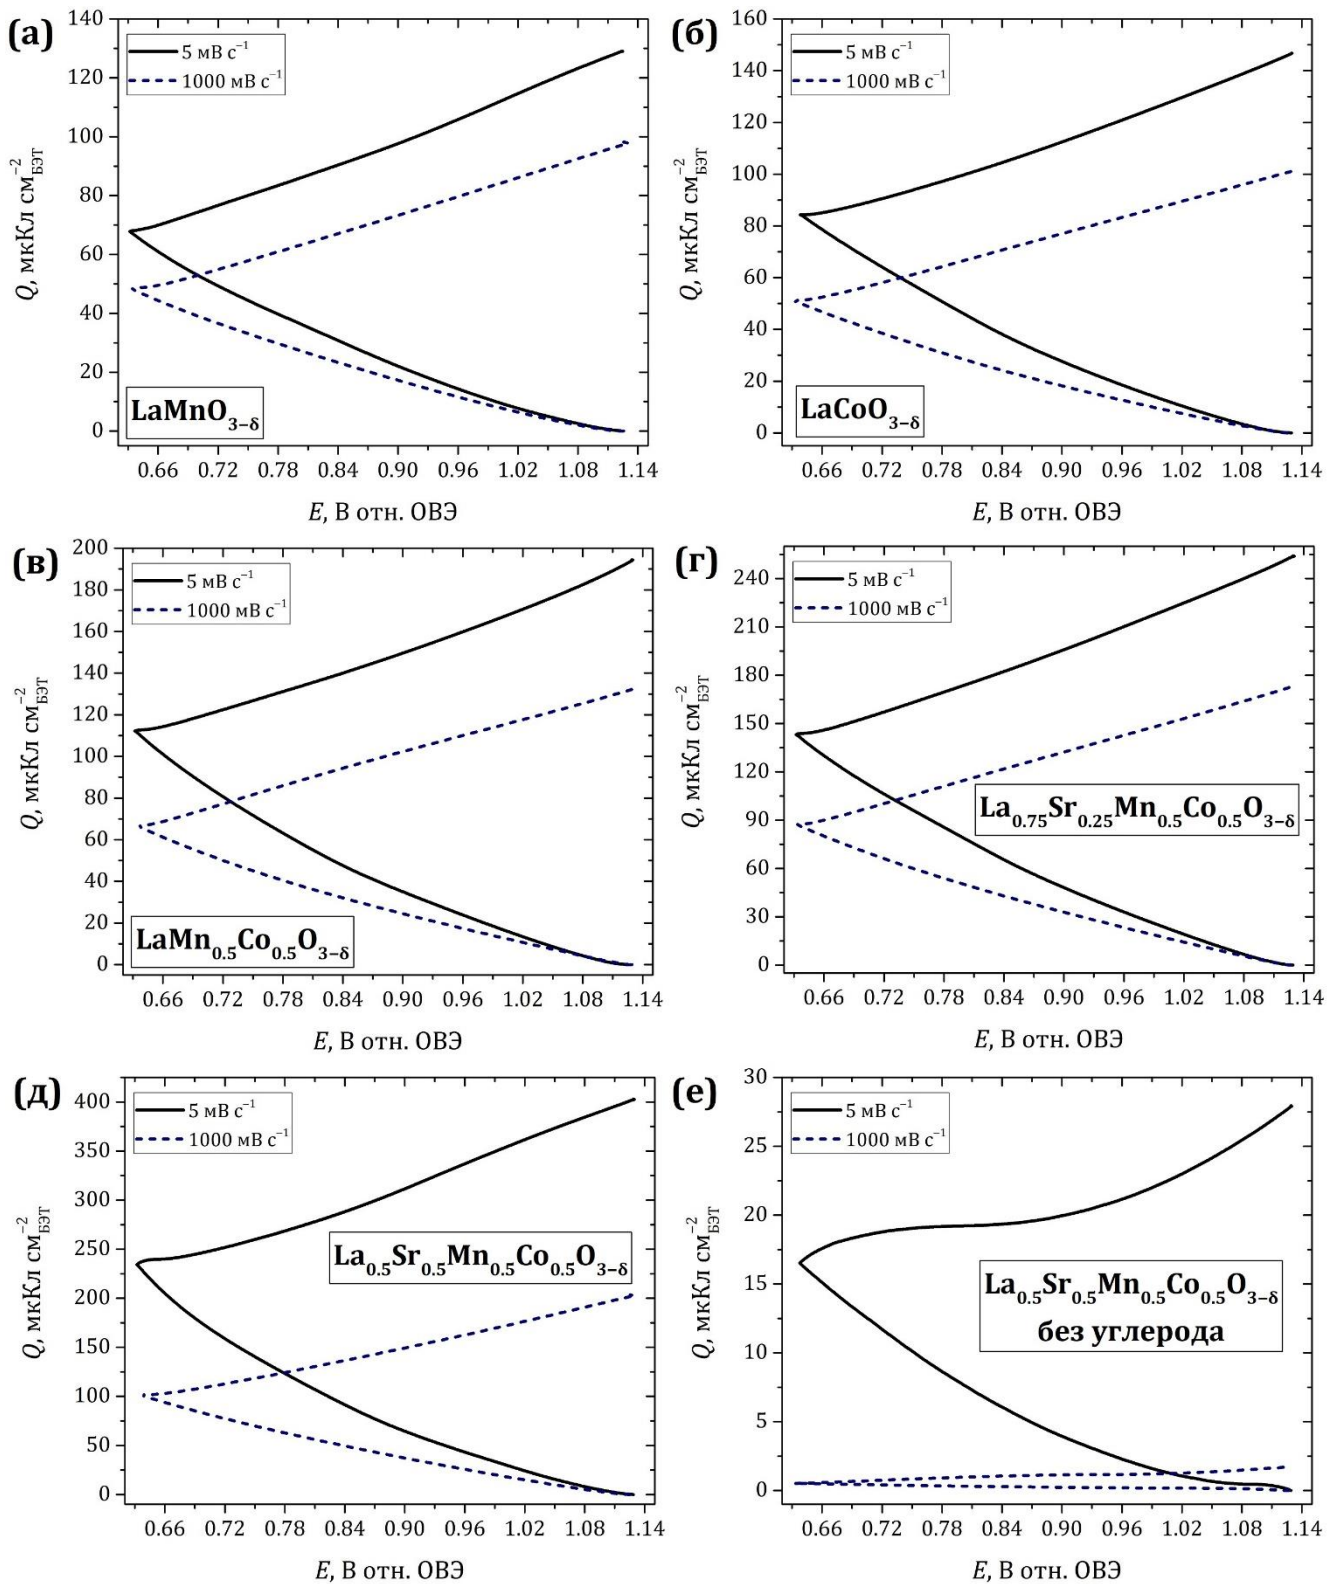 (а)
5 мВ с⁻¹
1000 мВ с⁻¹
Q, мкКл см⁻²БЭТ
140
120
100
80
60
40
20
0
LaMnO3−δ
0.66 0.72 0.78 0.84 0.90 0.96 1.02 1.08 1.14
E, В отн. ОВЭ
(б)
5 мВ с⁻¹
1000 мВ с⁻¹
Q, мкКл см⁻²БЭТ
160
140
120
100
80
60
40
20
0
LaCoO3−δ
0.66 0.72 0.78 0.84 0.90 0.96 1.02 1.08 1.14
E, В отн. ОВЭ
(в)
5 мВ с⁻¹
1000 мВ с⁻¹
Q, мкКл см⁻²БЭТ
200
180
160
140
120
100
80
60
40
20
0
LaMn0.5Co0.5O3−δ
0.66 0.72 0.78 0.84 0.90 0.96 1.02 1.08 1.14
E, В отн. ОВЭ
(г)
5 мВ с⁻¹
1000 мВ с⁻¹
Q, мкКл см⁻²БЭТ
240
210
180
150
120
90
60
30
0
La0.75Sr0.25Mn0.5Co0.5O3−δ
0.66 0.72 0.78 0.84 0.90 0.96 1.02 1.08 1.14
E, В отн. ОВЭ
(д)
5 мВ с⁻¹
1000 мВ с⁻¹
Q, мкКл см⁻²БЭТ
400
350
300
250
200
150
100
50
0
La0.5Sr0.5Mn0.5Co0.5O3−δ
0.66 0.72 0.78 0.84 0.90 0.96 1.02 1.08 1.14
E, В отн. ОВЭ
(е)
5 мВ с⁻¹
1000 мВ с⁻¹
Q, мкКл см⁻²БЭТ
30
25
20
15
10
5
0
La0.5Sr0.5Mn0.5Co0.5O3−δ
без углерода
0.66 0.72 0.78 0.84 0.90 0.96 1.02 1.08 1.14
E, В отн. ОВЭ